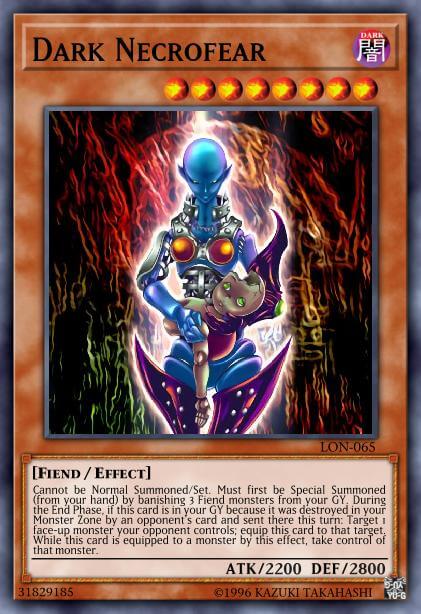 DARK NECROFEAR
DARK
闇
LON-065
[FIEND / EFFECT]
Cannot be Normal Summoned/Set. Must first be Special Summoned
(from your hand) by banishing 3 Fiend monsters from your GY. During
the End Phase, if this card is in your GY because it was destroyed in your
Monster Zone by an opponent's card and sent there this turn: Target 1
face-up monster your opponent controls; equip this card to that target.
While this card is equipped to a monster by this effect, take control of
that monster.
ATK/2200 DEF/2800
31829185
©1996 KAZUKI TAKAHASHI